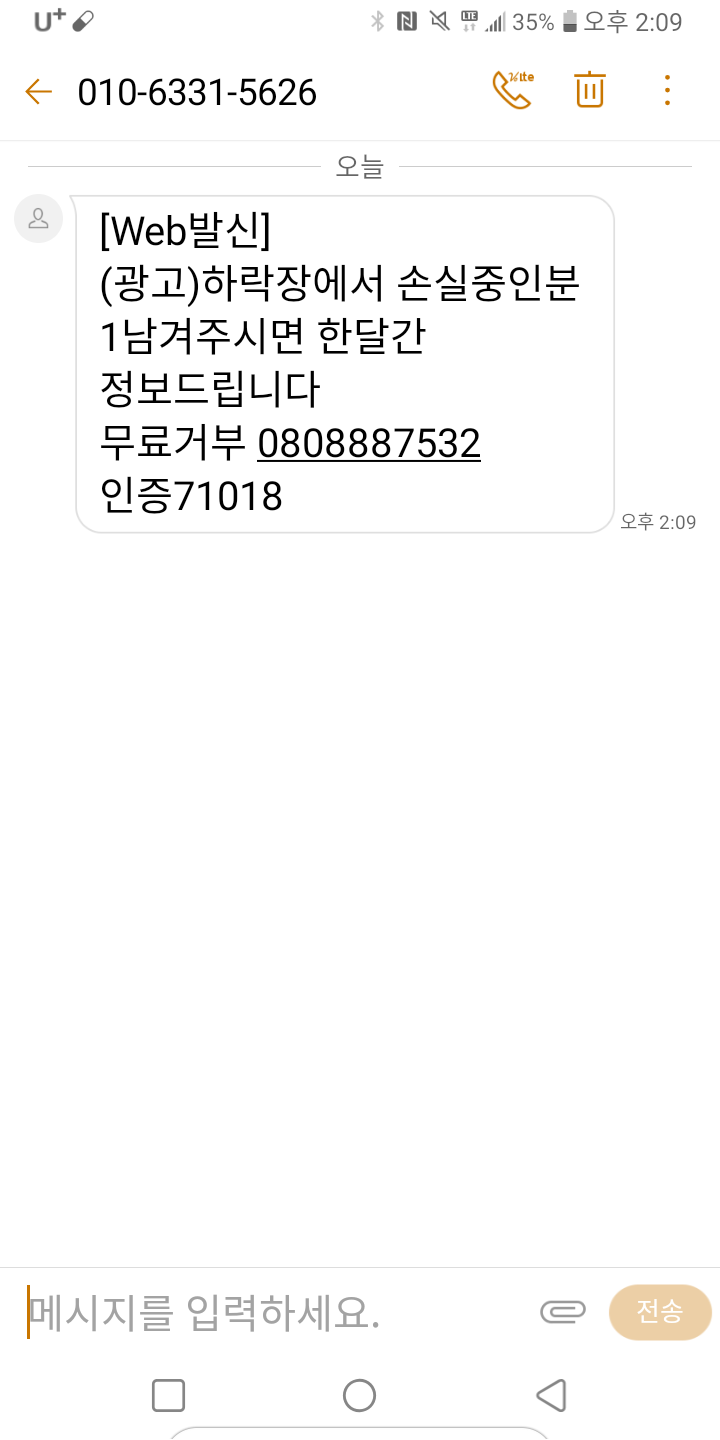 U+ LTE 35% 오후 2:09
010-6331-5626
오늘
[Web발신]
(광고)하락장에서 손실중인분
1남겨주시면 한달간
정보드립니다
무료거부 0808887532
인증71018
오후 2:09
메시지를 입력하세요.
전송